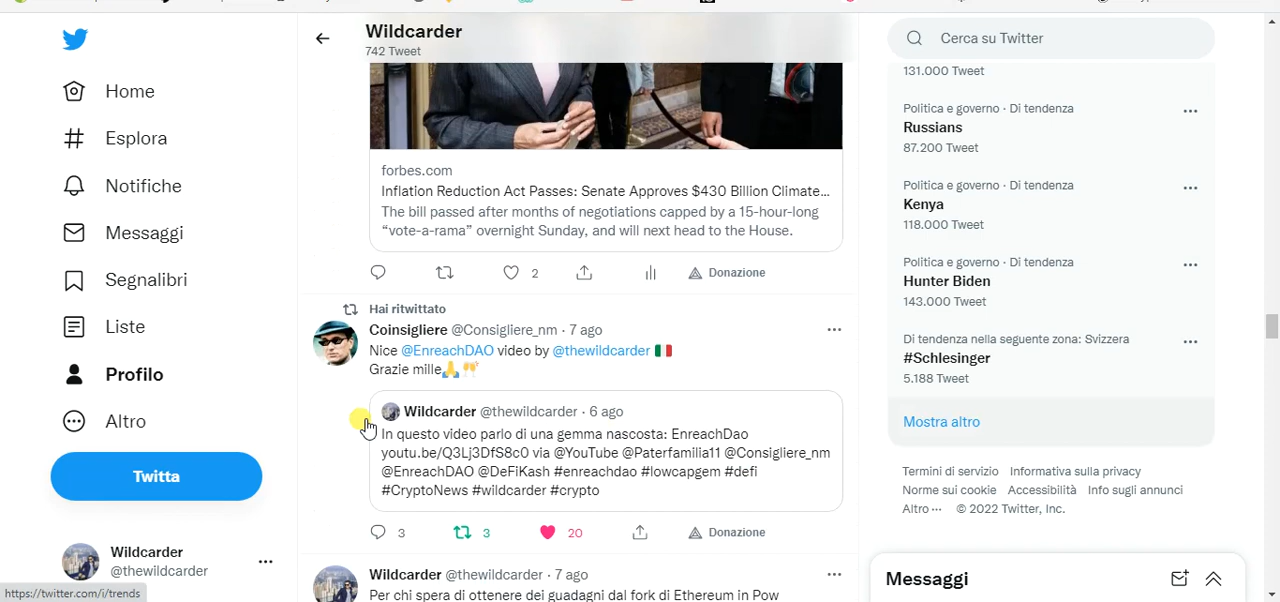 Home
Esplora
Notifiche
Messaggi
Segnalibri
Liste
Profilo
Altro
Twitta
Wildcarder
@thewildcarder
https://twitter.com/i/trends
Wildcarder
742 Tweet
forbes.com
Inflation Reduction Act Passes: Senate Approves $430 Billion Climate...
The bill passed after months of negotiations capped by a 15-hour-long
“vote-a-rama” overnight Sunday, and will next head to the House.
2
Donazione
Hai ritwittato
Coinsigliere @Consigliere_nm · 7 ago
Nice @EnreachDAO video by @thewildcarder
Grazie mille
Wildcarder @thewildcarder · 6 ago
In questo video parlo di una gemma nascosta: EnreachDao
youtu.be/Q3Lj3DfS8c0 via @YouTube @Paterfamilia11 @Consigliere_nm
@EnreachDAO @DeFiKash #enreachdao #lowcapgem #defi
#CryptoNews #wildcarder #crypto
3 3 20 Donazione
Wildcarder @thewildcarder · 7 ago
Per chi spera di ottenere dei guadagni dal fork di Ethereum in Pow
Cerca su Twitter
131.000 Tweet
Politica e governo · Di tendenza
Russians
87.200 Tweet
Politica e governo · Di tendenza
Kenya
118.000 Tweet
Politica e governo · Di tendenza
Hunter Biden
143.000 Tweet
Di tendenza nella seguente zona: Svizzera
#Schlesinger
5.188 Tweet
Mostra altro
Termini di servizio Informativa sulla privacy
Norme sui cookie Accessibilità Info sugli annunci
Altro ··· © 2022 Twitter, Inc.
Messaggi